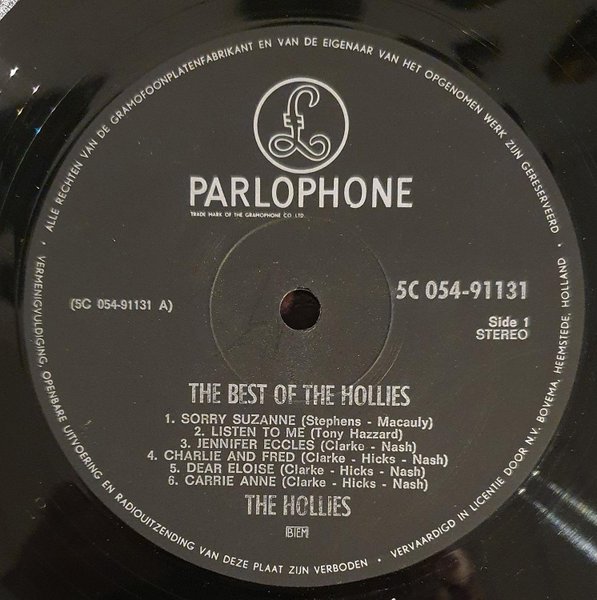 • ALLE RECHTEN VAN DE GRAMOFOONPLATENFABRIKANT EN VAN DE EIGENAAR VAN HET OPGENOMEN WERK ZIJN GERESERVEERD •
PARLOPHONE
TRADE MARK OF THE GRAMOPHONE CO. LTD.
(5C 054-91131 A)
5C 054-91131
Side 1
STEREO
THE BEST OF THE HOLLIES
1. SORRY SUZANNE (Stephens - Macauly)
2. LISTEN TO ME (Tony Hazzard)
3. JENNIFER ECCLES (Clarke - Nash)
4. CHARLIE AND FRED (Clarke - Hicks - Nash)
5. DEAR ELOISE (Clarke - Hicks - Nash)
6. CARRIE ANNE (Clarke - Hicks - Nash)
THE HOLLIES
BIEM
VERMENIGVULDIGING, OPENBARE UITVOERING EN RADIOUITZENDING VAN DEZE PLAAT ZIJN VERBODEN • VERVAARDIGD IN LICENTIE DOOR N.V. BOVEMA, HEEMSTEDE, HOLLAND